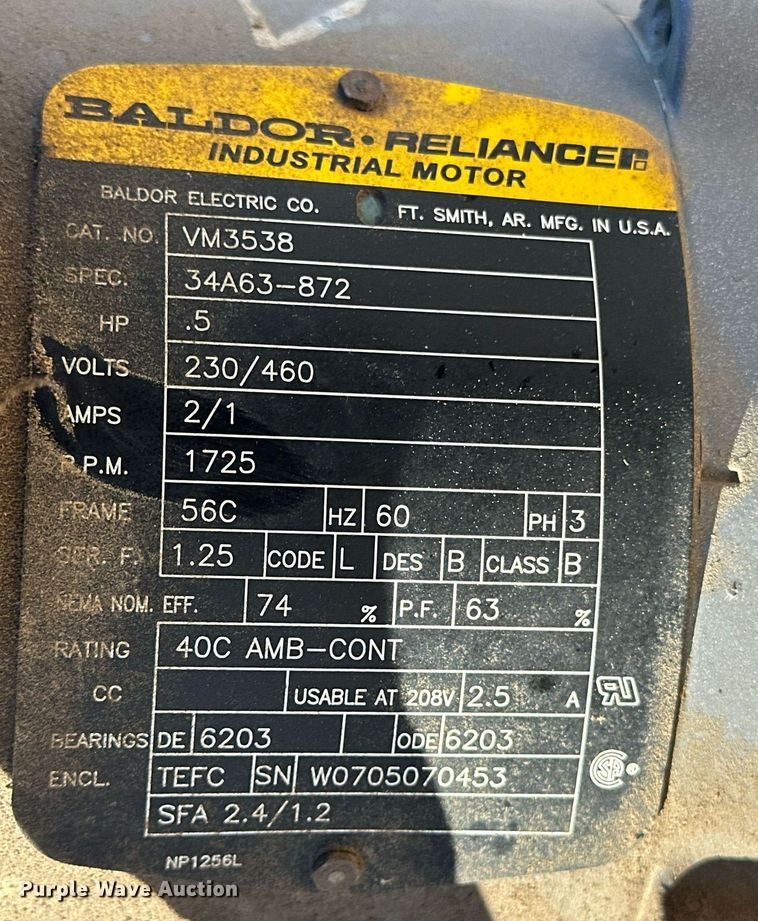 BALDOR • RELIANCER
INDUSTRIAL MOTOR
BALDOR ELECTRIC CO. FT. SMITH, AR. MFG. IN U.S.A.
CAT. NO. VM3538
SPEC. 34A63-872
HP .5
VOLTS 230/460
AMPS 2/1
R.P.M. 1725
FRAME 56C HZ 60 PH 3
SER. F. 1.25 CODE L DES B CLASS B
NEMA NOM. EFF. 74 % P.F. 63 %
RATING 40C AMB-CONT
CC USABLE AT 208V 2.5 A
BEARINGS DE 6203 ODE 6203
ENCL. TEFC SN W0705070453
SFA 2.4/1.2
NP1256L
Purple Wave Auction